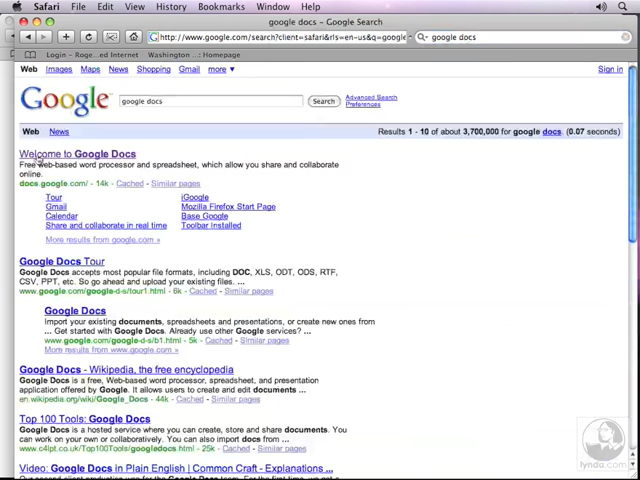 Safari File Edit View History Bookmarks Window Help
google docs – Google Search
http://www.google.com/search?client=safari&rls=en-us&q=google
google docs
Login – Roge...ed Internet Washington ... : Homepage
Web Images Maps News Shopping Gmail more ▾ Sign in
Google
google docs
Search
Advanced Search
Preferences
Web News Results 1 - 10 of about 3,700,000 for google docs. (0.07 seconds)
Welcome to Google Docs
Free web-based word processor and spreadsheet, which allow you share and collaborate
online.
docs.google.com/ - 14k - Cached - Similar pages
Tour iGoogle
Gmail Mozilla Firefox Start Page
Calendar Base Google
Share and collaborate in real time Toolbar Installed
More results from google.com »
Google Docs Tour
Google Docs accepts most popular file formats, including DOC, XLS, ODT, ODS, RTF,
CSV, PPT, etc. So go ahead and upload your existing files. ...
www.google.com/google-d-s/tour1.html - 6k - Cached - Similar pages
Google Docs
Import your existing documents, spreadsheets and presentations, or create new ones from
... Get started with Google Docs. Already use other Google services? ...
www.google.com/google-d-s/b1.html - 5k - Cached - Similar pages
More results from www.google.com »
Google Docs - Wikipedia, the free encyclopedia
Google Docs is a free, Web-based word processor, spreadsheet, and presentation
application offered by Google. It allows users to create and edit documents ...
en.wikipedia.org/wiki/Google_Docs - 44k - Cached - Similar pages
Top 100 Tools: Google Docs
Google Docs is a hosted service where you can create, store and share documents. You
can work on your own or collaboratively. You can also import docs from ...
www.c4lpt.co.uk/Top100Tools/googledocs.html - 25k - Cached - Similar pages
Video: Google Docs in Plain English | Common Craft - Explanations ...
lynda.com